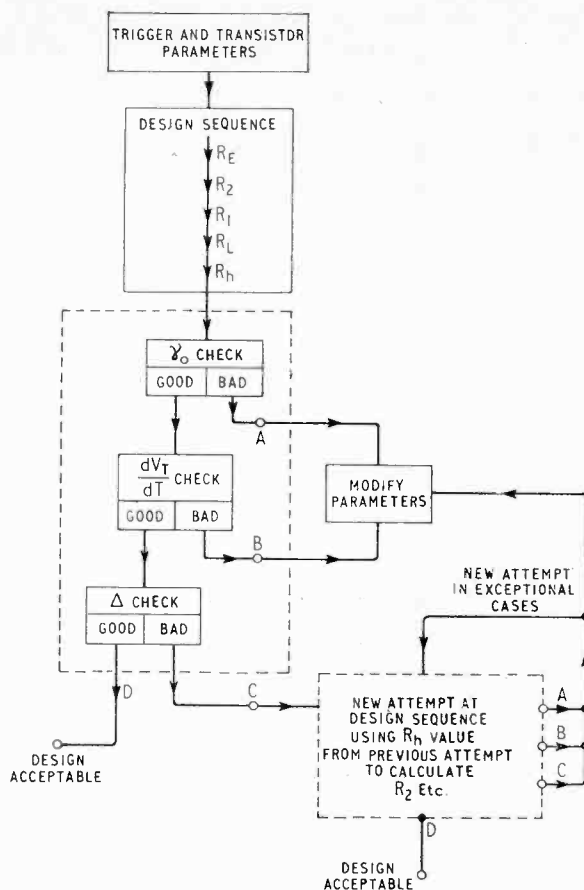 TRIGGER AND TRANSISTOR
PARAMETERS
DESIGN SEQUENCE
R_E
R_2
R_1
R_L
R_h
γ_o CHECK
GOOD BAD
A
dV_T
dT
CHECK
GOOD BAD
B
MODIFY
PARAMETERS
Δ CHECK
GOOD BAD
D
C
DESIGN
ACCEPTABLE
NEW ATTEMPT
IN EXCEPTIONAL
CASES
NEW ATTEMPT AT
DESIGN SEQUENCE
USING R_h VALUE
FROM PREVIOUS ATTEMPT
TO CALCULATE
R_2 Etc.
A
B
C
D
DESIGN
ACCEPTABLE